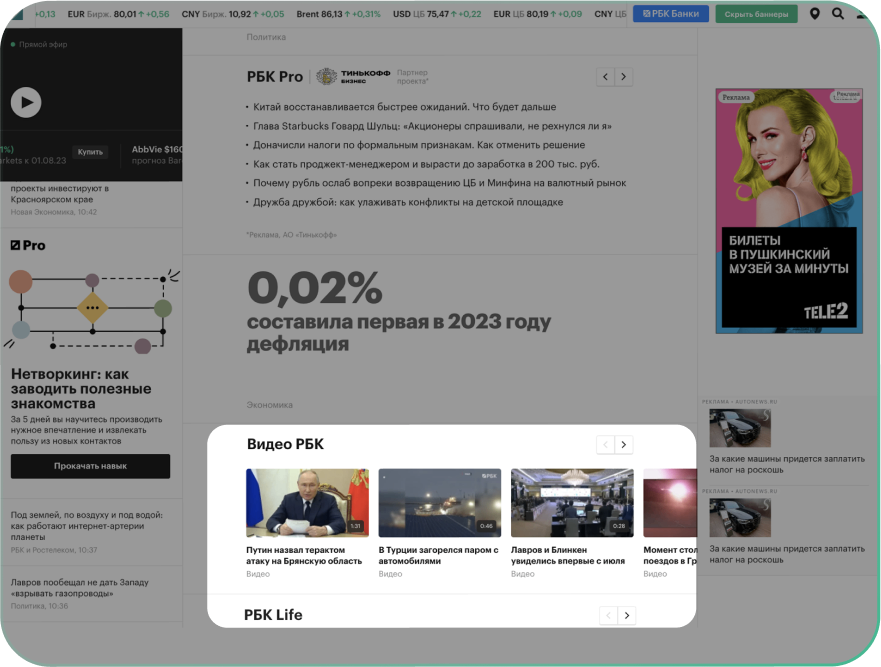 +0,13 EUR Бирж. 80,01 ↑ +0,56 CNY Бирж. 10,92 ↑ +0,05 Brent 86,13 ↑ +0,31% USD ЦБ 75,47 ↑ +0,22 EUR ЦБ 80,19 ↑ +0,09 CNY ЦБ
РБК Банки
Скрыть баннеры
Прямой эфир
1%)
Купить
AbbVie $160
rkets к 01.08.23
прогноз Bar
проекты инвестируют в
Красноярском крае
Новая Экономика, 10:42
Pro
Нетворкинг: как
заводить полезные
знакомства
За 5 дней вы научитесь производить
нужное впечатление и извлекать
пользу из новых контактов
Прокачать навык
Под землей, по воздуху и под водой:
как работают интернет-артерии
планеты
РБК и Ростелеком, 10:37
Лавров пообещал не дать Западу
«взрывать газопроводы»
Политика, 10:36
Политика
РБК Pro
ТИНЬКОФФ
БИЗНЕС
Партнер
проекта*
Китай восстанавливается быстрее ожиданий. Что будет дальше
Глава Starbucks Говард Шульц: «Акционеры спрашивали, не рехнулся ли я»
Доначисли налоги по формальным признакам. Как отменить решение
Как стать проджект-менеджером и вырасти до заработка в 200 тыс. руб.
Почему рубль ослаб вопреки возвращению ЦБ и Минфина на валютный рынок
Дружба дружбой: как улаживать конфликты на детской площадке
*Реклама, АО «Тинькофф»
0,02%
составила первая в 2023 году
дефляция
Экономика
Видео РБК
1:31
РБК
0:46
0:28
Путин назвал терактом
атаку на Брянскую область
Видео
В Турции загорелся паром с
автомобилями
Видео
Лавров и Блинкен
увиделись впервые с июля
Видео
Момент стол
поездов в Гр
Видео
РБК Life
Реклама
БИЛЕТЫ
В ПУШКИНСКИЙ
МУЗЕЙ ЗА МИНУТЫ
TELE2
РЕКЛАМА • AUTONEWS.RU
За какие машины придется заплатить
налог на роскошь
РЕКЛАМА • AUTONEWS.RU
За какие машины придется заплатить
налог на роскошь